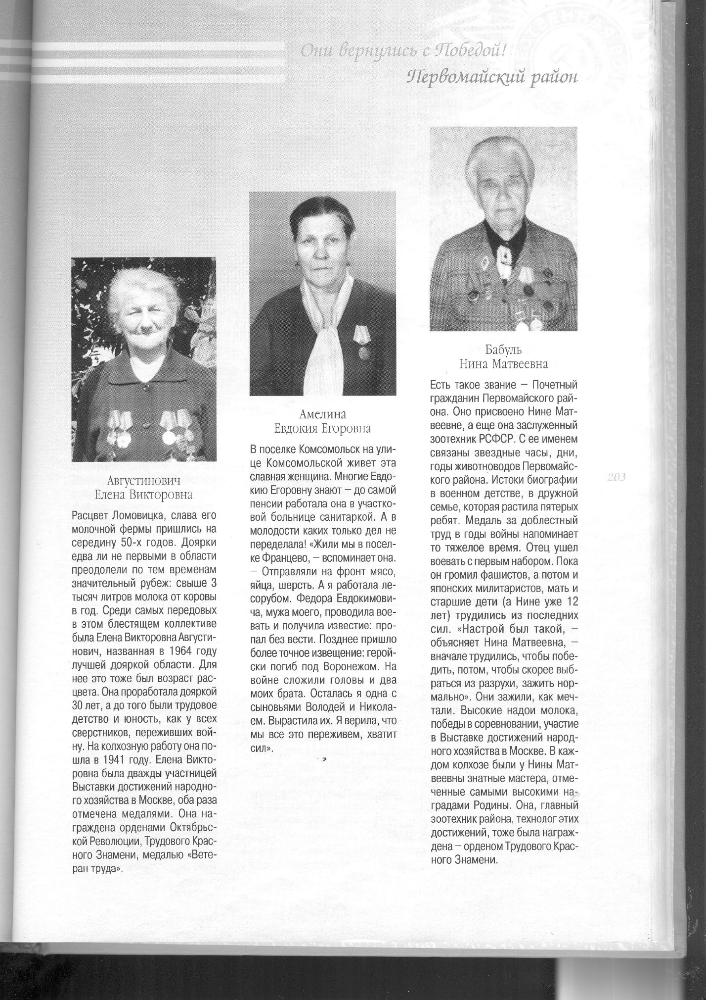 Они вернулись с Победой!
Первомайский район
Августинович
Елена Викторовна
Расцвет Ломовицка, слава его
молочной фермы пришлись на
середину 50-х годов. Доярки
едва ли не первыми в области
преодолели по тем временам
значительный рубеж: свыше 3
тысяч литров молока от коровы
в год. Среди самых передовых
в этом блестящем коллективе
была Елена Викторовна Августи-
нович, названная в 1964 году
лучшей дояркой области. Для
нее это тоже был возраст рас-
цвета. Она проработала дояркой
30 лет, а до того были трудовое
детство и юность, как у всех
сверстников, переживших вой-
ну. На колхозную работу она по-
шла в 1941 году. Елена Викто-
ровна была дважды участницей
Выставки достижений народно-
го хозяйства в Москве, оба раза
отмечена медалями. Она на-
граждена орденами Октябрьс-
кой Революции, Трудового Крас-
ного Знамени, медалью «Вете-
ран труда».
Амелина
Евдокия Егоровна
В поселке Комсомольск на ули-
це Комсомольской живет эта
славная женщина. Многие Евдо-
кию Егоровну знают – до самой
пенсии работала она в участко-
вой больнице санитаркой. А в
молодости каких только дел не
переделала! «Жили мы в посел-
ке Францево, – вспоминает она.
– Отправляли на фронт мясо,
яйца, шерсть. А я работала ле-
сорубом. Федора Евдокимови-
ча, мужа моего, проводила вое-
вать и получила известие: про-
пал без вести. Позднее пришло
более точное извещение: герой-
ски погиб под Воронежом. На
войне сложили головы и два
моих брата. Осталась я одна с
сыновьями Володей и Никола-
ем. Вырастила их. Я верила, что
мы все это переживем, хватит
сил».
Бабуль
Нина Матвеевна
Есть такое звание – Почетный
гражданин Первомайского рай-
она. Оно присвоено Нине Мат-
веевне, а еще она заслуженный
зоотехник РСФСР. С ее именем
связаны звездные часы, дни,
годы животноводов Первомайс-
кого района. Истоки биографии
в военном детстве, в дружной
семье, которая растила пятерых
ребят. Медаль за доблестный
труд в годы войны напоминает
то тяжелое время. Отец ушел
воевать с первым набором. Пока
он громил фашистов, а потом и
японских милитаристов, мать и
старшие дети (а Нине уже 12
лет) трудились из последних
сил. «Настрой был такой, –
объясняет Нина Матвеевна, –
вначале трудились, чтобы побе-
дить, потом, чтобы скорее выб-
раться из разрухи, зажить нор-
мально». Они зажили, как меч-
тали. Высокие надои молока,
победы в соревновании, участие
в Выставке достижений народ-
ного хозяйства в Москве. В каж-
дом колхозе были у Нины Мат-
веевны знатные мастера, отме-
ченные самыми высокими на-
градами Родины. Она, главный
зоотехник района, технолог этих
достижений, тоже была награж-
дена – орденом Трудового Крас-
ного Знамени.
203